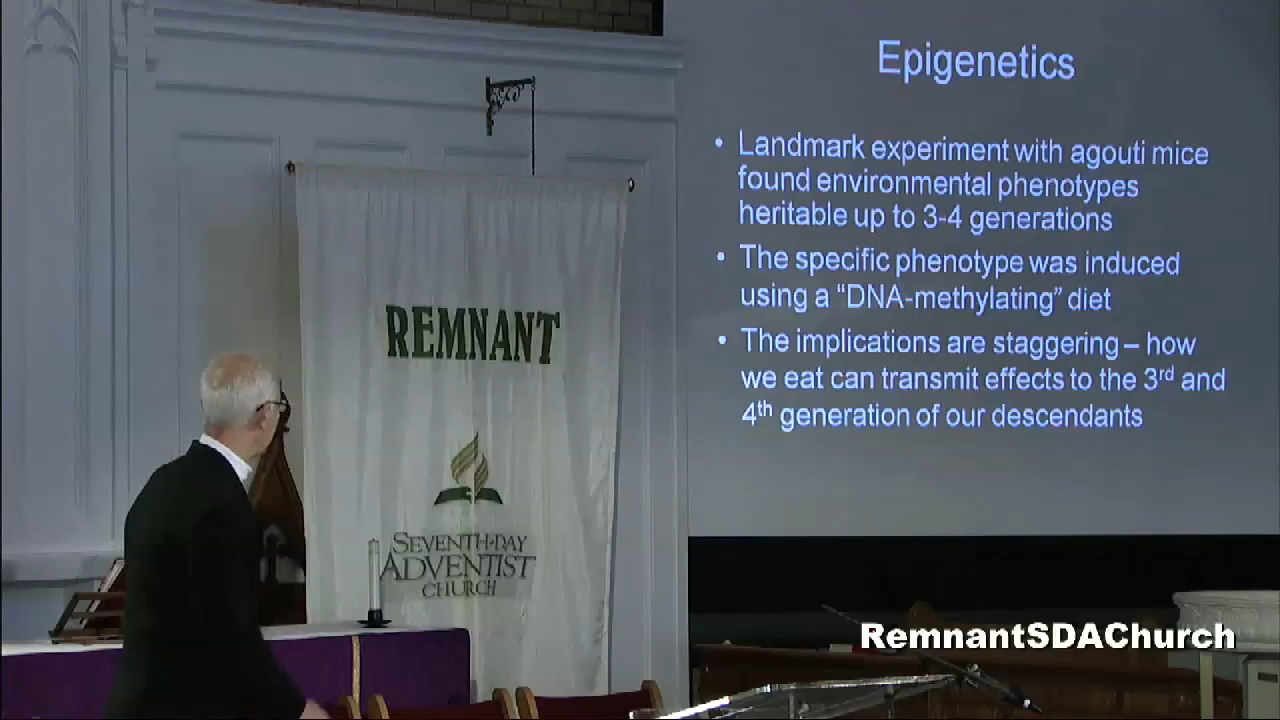 Epigenetics
• Landmark experiment with agouti mice
found environmental phenotypes
heritable up to 3-4 generations
• The specific phenotype was induced
using a “DNA-methylating” diet
• The implications are staggering – how
we eat can transmit effects to the 3rd and
4th generation of our descendants
REMNANT
SEVENTH-DAY
ADVENTIST
CHURCH
RemnantSDAChurch